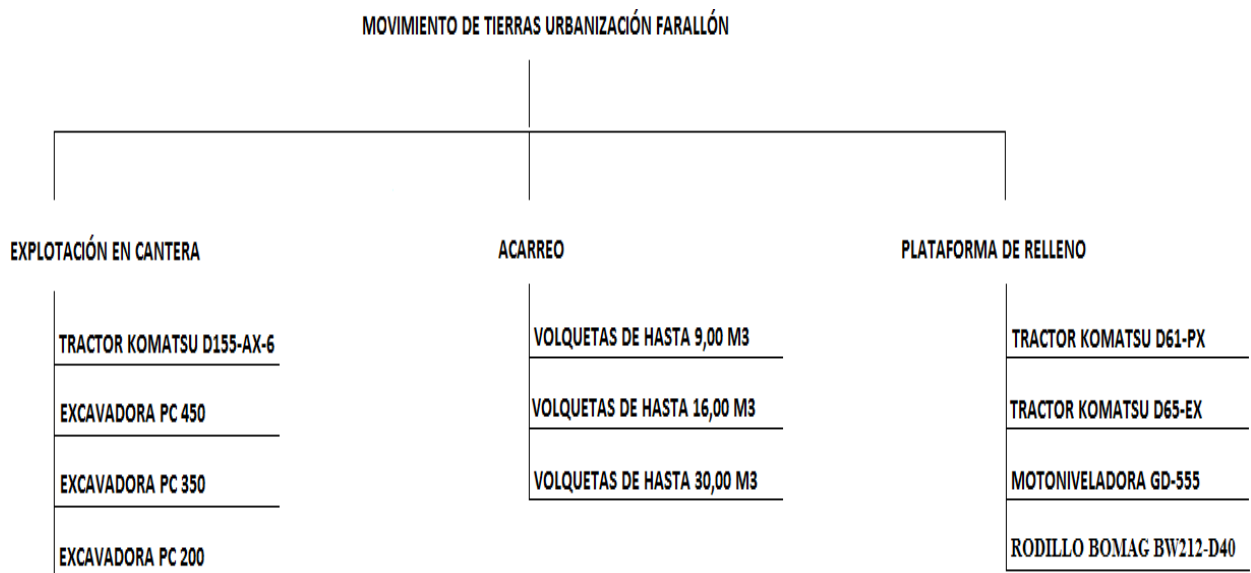 MOVIMIENTO DE TIERRAS URBANIZACIÓN FARALLÓN
EXPLOTACIÓN EN CANTERA
TRACTOR KOMATSU D155-AX-6
EXCAVADORA PC 450
EXCAVADORA PC 350
EXCAVADORA PC 200
ACARREO
VOLQUETAS DE HASTA 9,00 M3
VOLQUETAS DE HASTA 16,00 M3
VOLQUETAS DE HASTA 30,00 M3
PLATAFORMA DE RELLENO
TRACTOR KOMATSU D61-PX
TRACTOR KOMATSU D65-EX
MOTONIVELADORA GD-555
RODILLO BOMAG BW212-D40